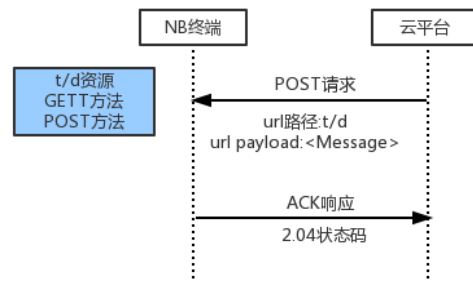 NB终端
云平台
t/d资源
GETT方法
POST方法
POST请求
url路径:t/d
url payload:<Message>
ACK响应
2.04状态码